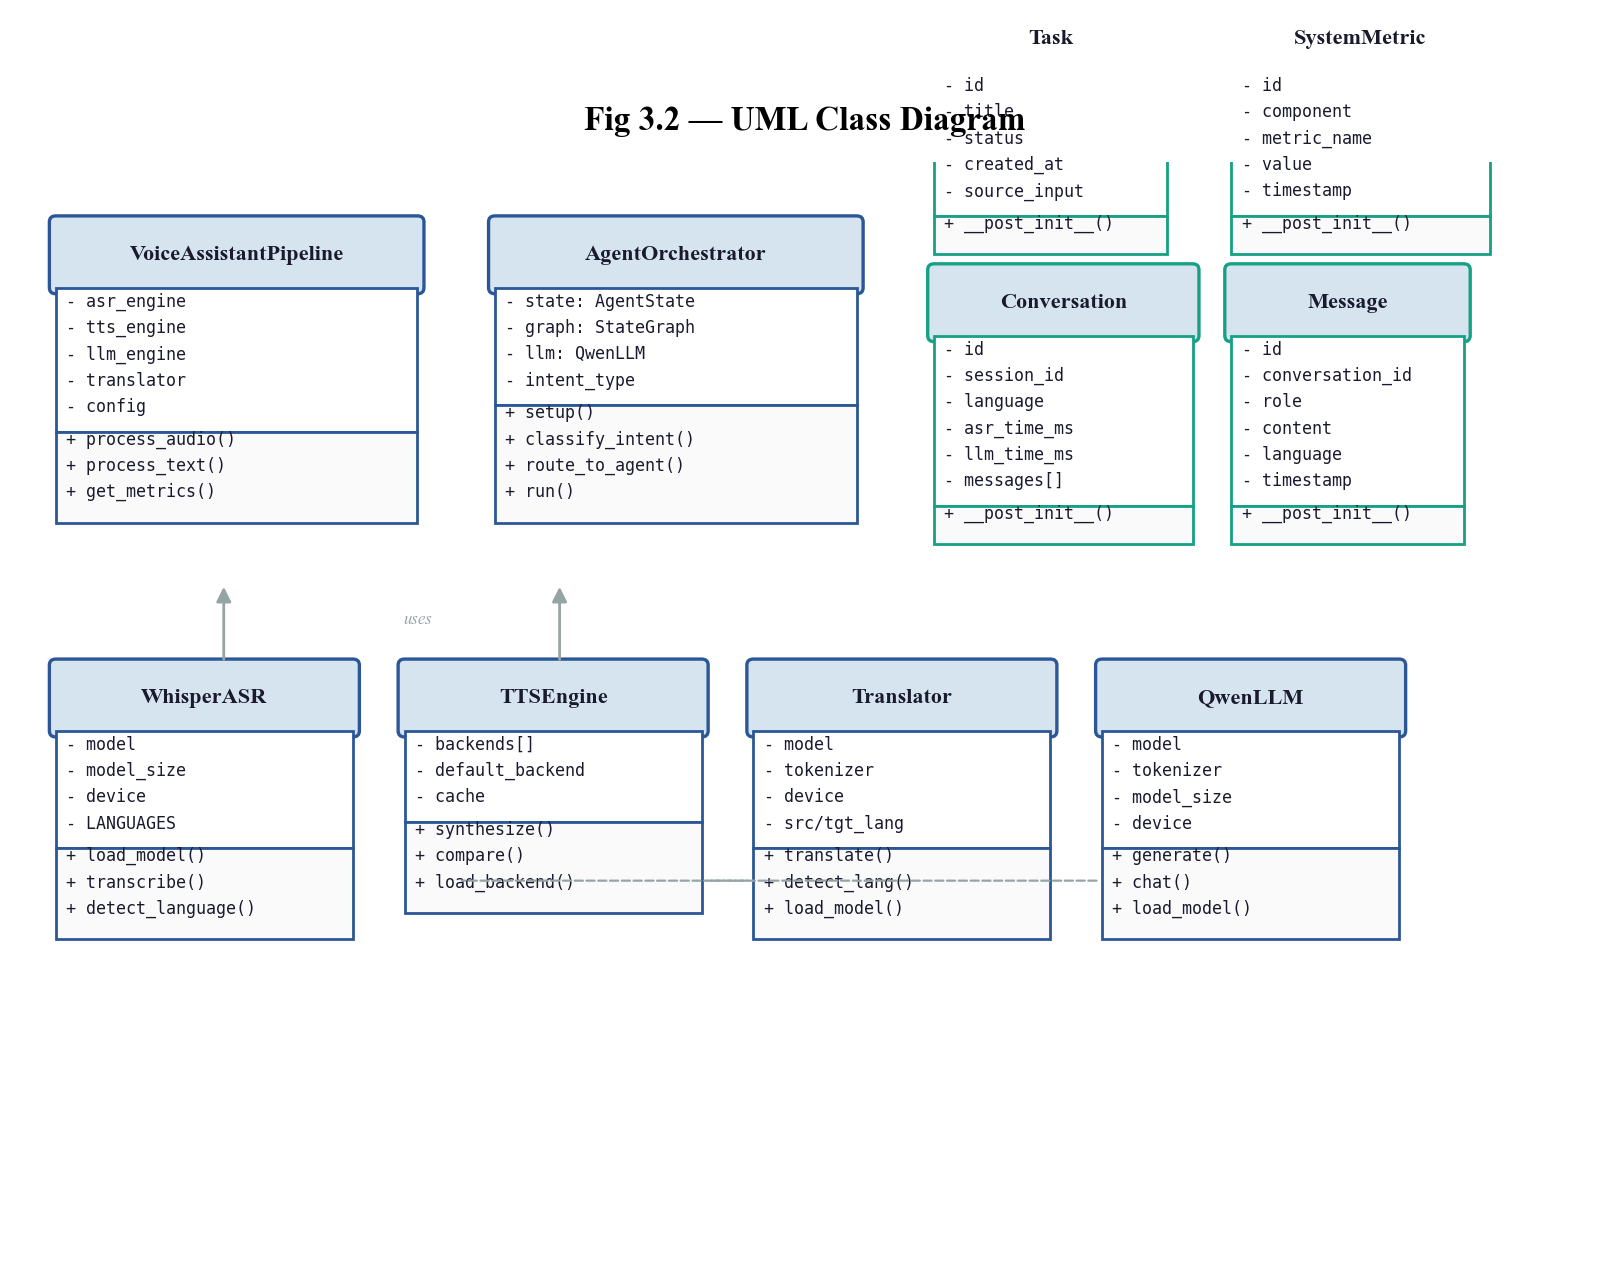 Task
- id
- title
- status
- created_at
- source_input
+ __post_init__()
SystemMetric
- id
- component
- metric_name
- value
- timestamp
+ __post_init__()
Fig 3.2 — UML Class Diagram
VoiceAssistantPipeline
- asr_engine
- tts_engine
- llm_engine
- translator
- config
+ process_audio()
+ process_text()
+ get_metrics()
AgentOrchestrator
- state: AgentState
- graph: StateGraph
- llm: QwenLLM
- intent_type
+ setup()
+ classify_intent()
+ route_to_agent()
+ run()
Conversation
- id
- session_id
- language
- asr_time_ms
- llm_time_ms
- messages[]
+ __post_init__()
Message
- id
- conversation_id
- role
- content
- language
- timestamp
+ __post_init__()
uses
WhisperASR
- model
- model_size
- device
- LANGUAGES
+ load_model()
+ transcribe()
+ detect_language()
TTSEngine
- backends[]
- default_backend
- cache
+ synthesize()
+ compare()
+ load_backend()
Translator
- model
- tokenizer
- device
- src/tgt_lang
+ translate()
+ detect_lang()
+ load_model()
QwenLLM
- model
- tokenizer
- model_size
- device
+ generate()
+ chat()
+ load_model()